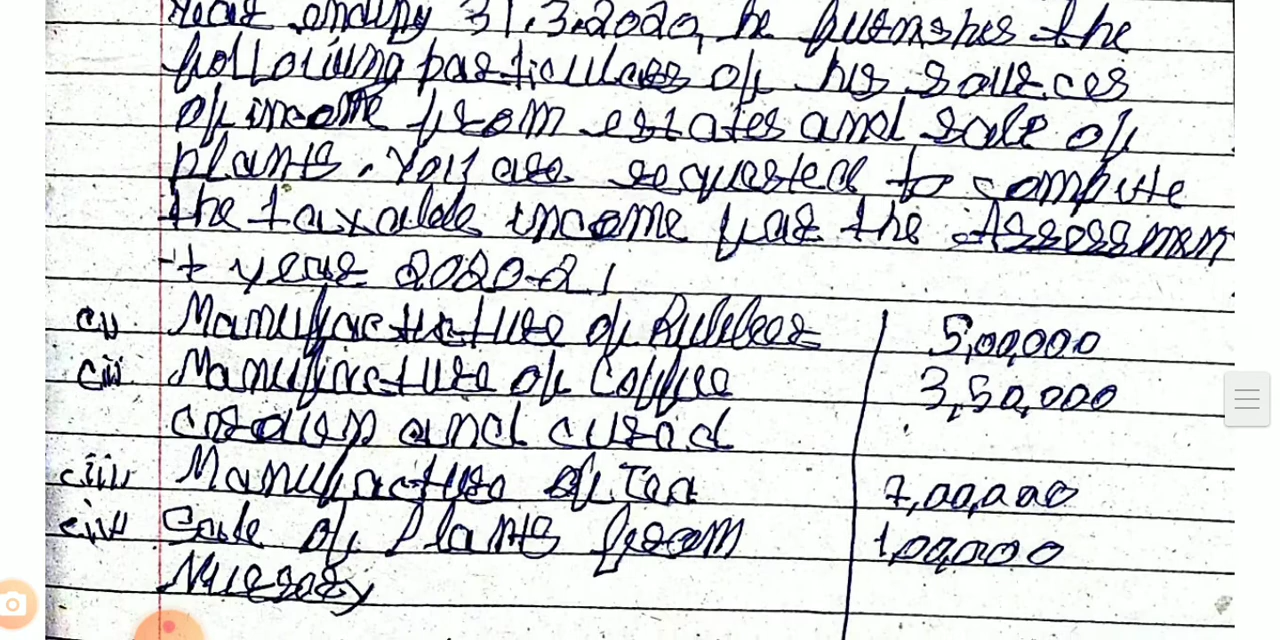 year ending 31.3.2020, he furnishes the
following particulars of his sources
of income from estates and sale of
plants. You are requested to compute
the taxable income for the Assessmen
-t year 2020-21
(i) Manufacture of Rubber 5,00,000
(ii) Manufacture of Coffee 3,50,000
grown and cured
(iii) Manufacture of Tea 7,00,000
(iv) Sale of Plants from 1,00,000
Nursery